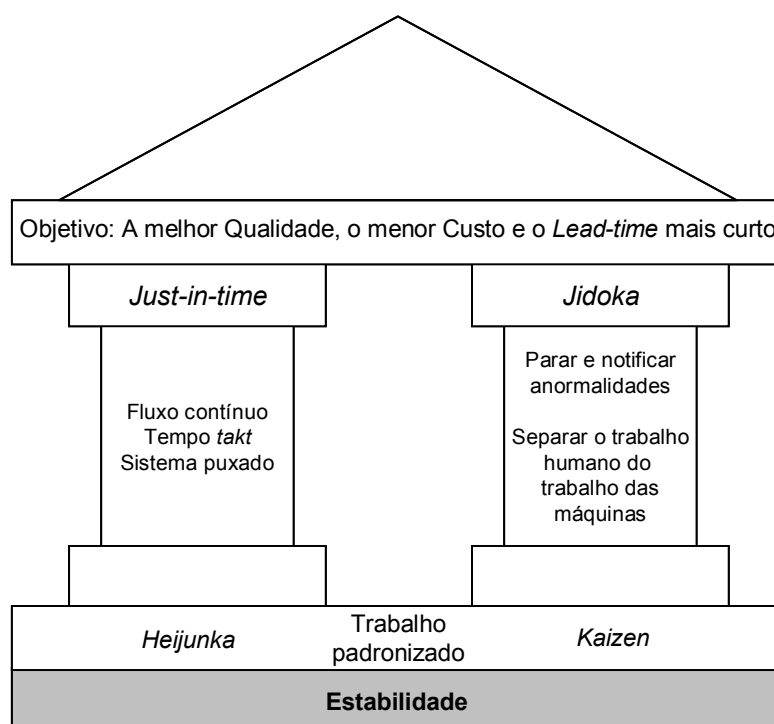 Objetivo: A melhor Qualidade, o menor Custo e o Lead-time mais curto
Just-in-time
Jidoka
Fluxo contínuo
Tempo takt
Sistema puxado
Parar e notificar
anormalidades
Separar o trabalho
humano do
trabalho das
máquinas
Heijunka
Trabalho
padronizado
Kaizen
Estabilidade